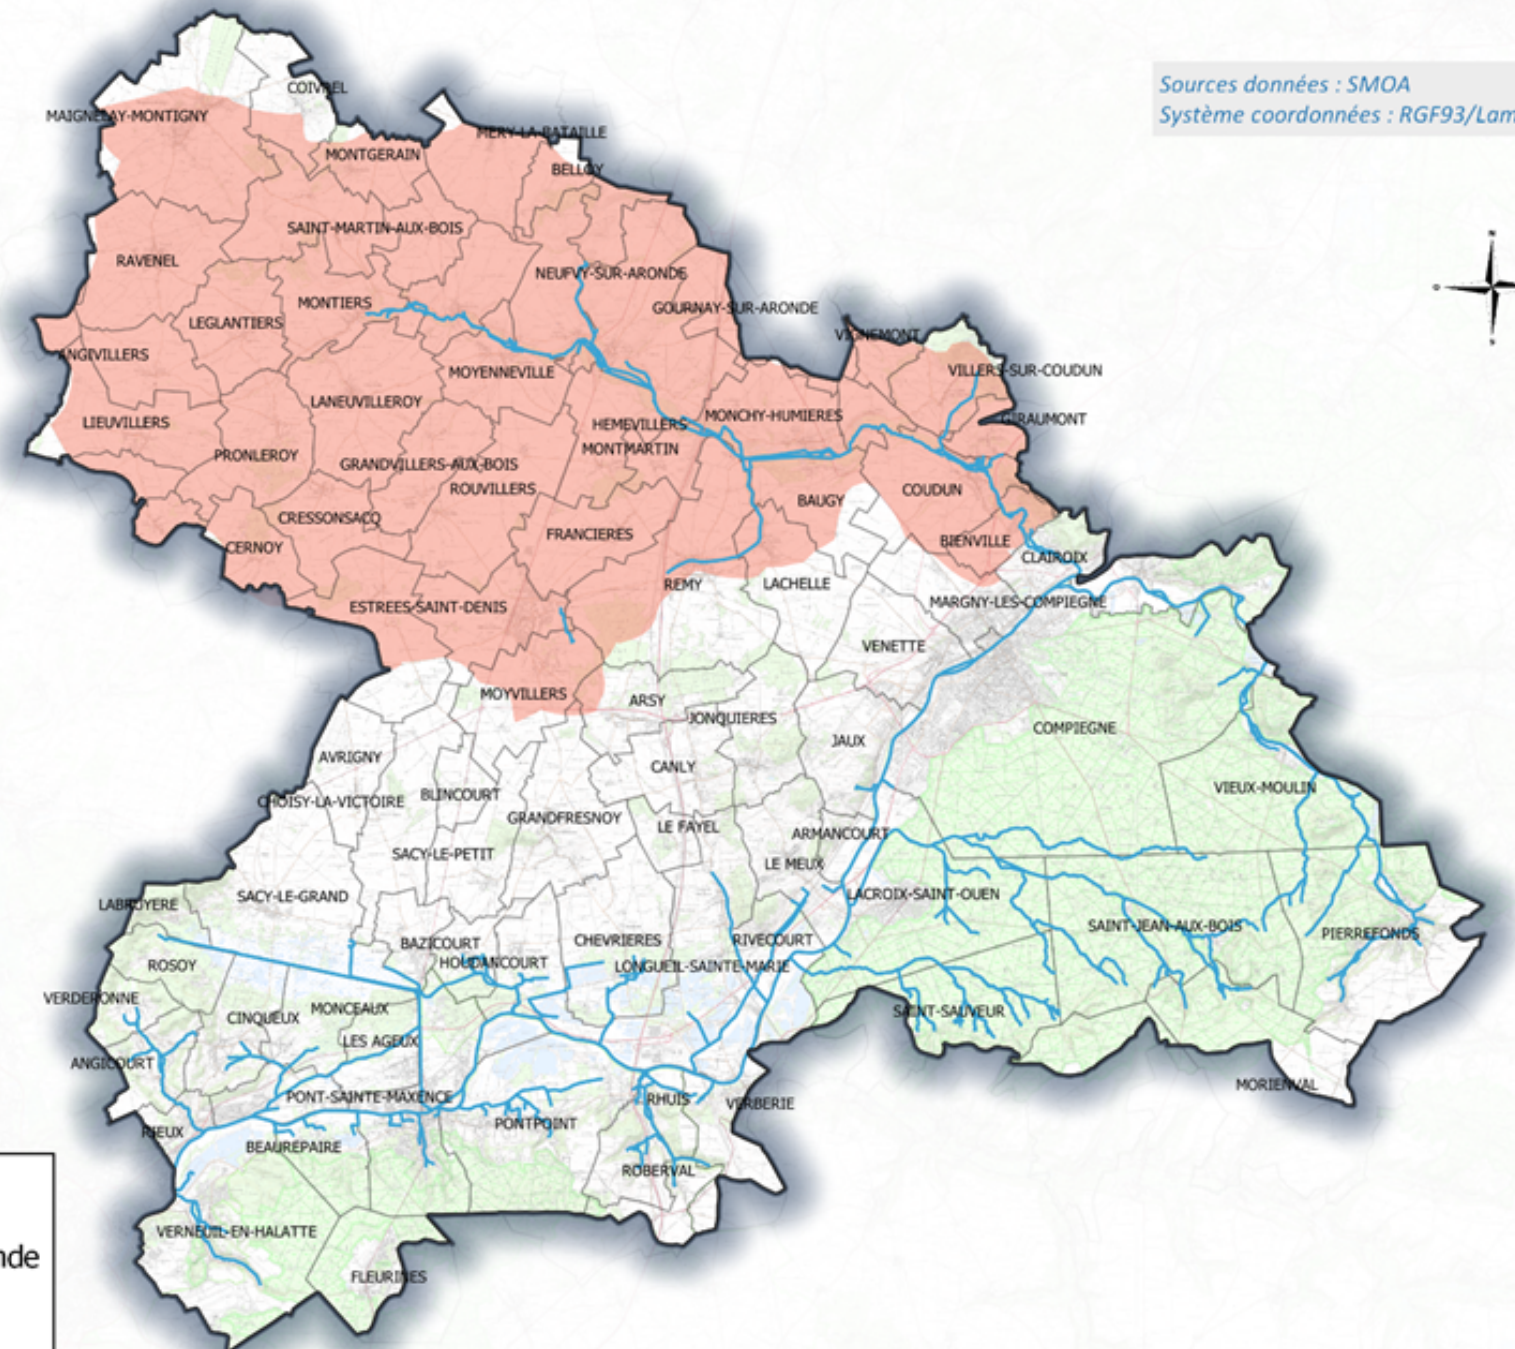 COIVREL
Sources données : SMOA
Système coordonnées : RGF93/Lam
MAIGNELAY-MONTIGNY
MERY-LA-BATAILLE
MONTGERAIN
BELLOY
SAINT-MARTIN-AUX-BOIS
RAVENEL
NEUFVY-SUR-ARONDE
MONTIERS
GOURNAY-SUR-ARONDE
LEGLANTIERS
VIGNEMONT
ANGIVILLERS
MOYENNEVILLE
VILLERS-SUR-COUDUN
LANEUVILLEROY
LIEUVILLERS
HEMEVILLERS
MONCHY-HUMIERES
GIRAUMONT
MONTMARTIN
PRONLEROY
GRANDVILLERS-AUX-BOIS
ROUVILLERS
BAUGY
COUDUN
CRESSONSACQ
FRANCIERES
CERNOY
BIENVILLE
CLAIROIX
REMY
LACHELLE
ESTREES-SAINT-DENIS
MARGNY-LES-COMPIEGNE
VENETTE
MOYVILLERS
ARSY
JONQUIERES
COMPIEGNE
JAUX
AVRIGNY
CANLY
VIEUX-MOULIN
CHOISY-LA-VICTOIRE
BLINCOURT
GRANDFRESNOY
LE FAYEL
ARMANCOURT
SACY-LE-PETIT
LE MEUX
SACY-LE-GRAND
LACROIX-SAINT-OUEN
LABRUYERE
SAINT-JEAN-AUX-BOIS
PIERREFONDS
BAZICOURT
CHEVRIERES
RIVECOURT
HOUDANCOURT
LONGUEIL-SAINTE-MARIE
ROSOY
VERDERONNE
MONCEAUX
CINQUEUX
SAINT-SAUVEUR
LES AGEUX
ANGICOURT
MORIENVAL
PONT-SAINTE-MAXENCE
RHUIS
VERBERIE
PONTPOINT
RIEUX
BEAUREPAIRE
ROBERVAL
VERNEUIL-EN-HALATTE
nde
FLEURINES